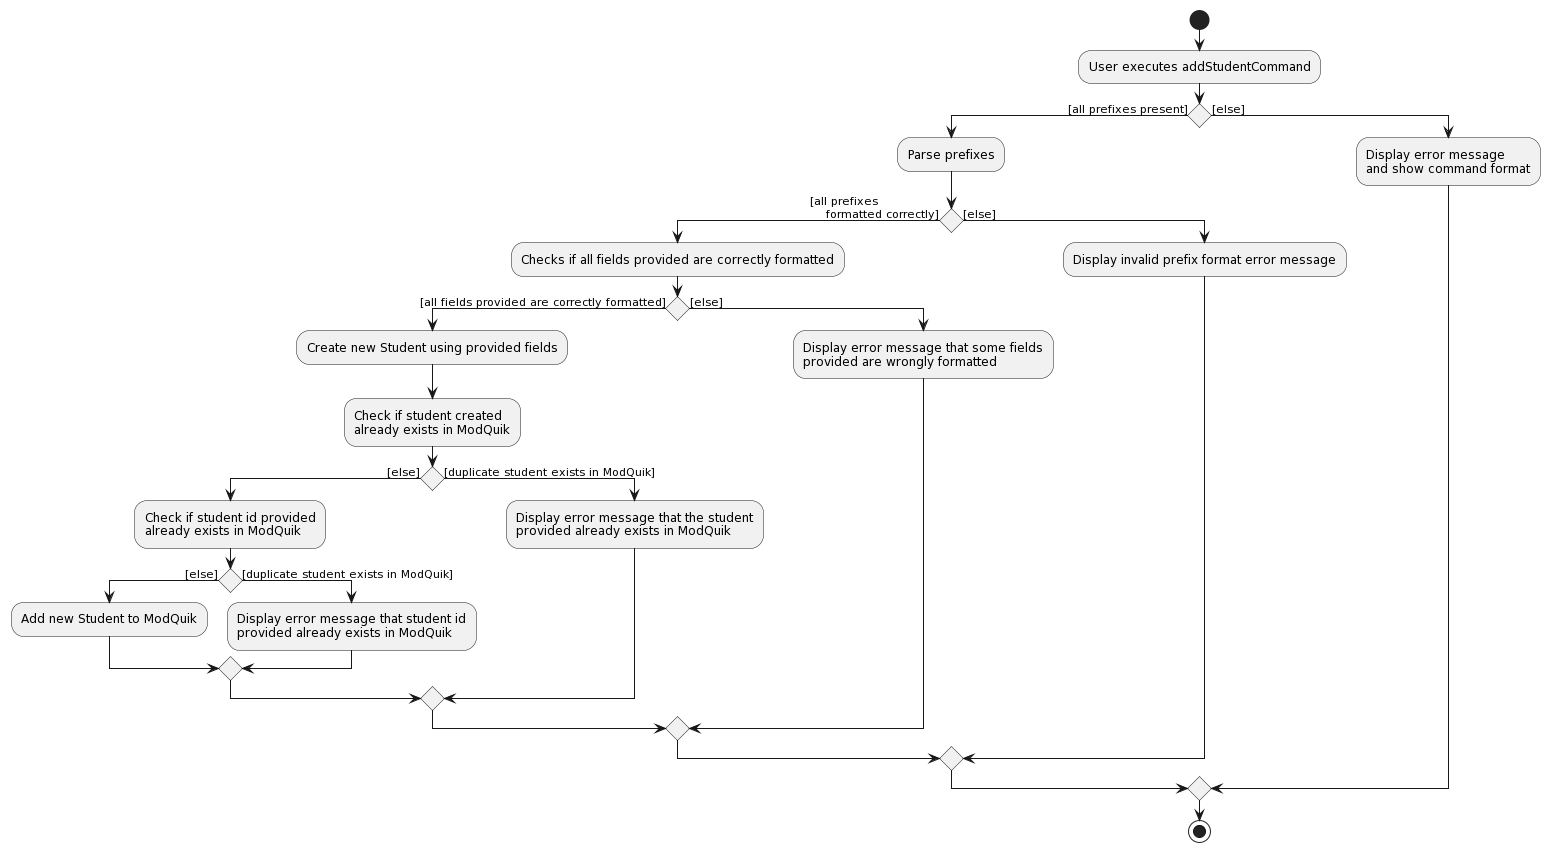 User executes addStudentCommand
[all prefixes present]
[else]
Parse prefixes
Display error message
and show command format
[all prefixes
formatted correctly]
[else]
Checks if all fields provided are correctly formatted
Display invalid prefix format error message
[all fields provided are correctly formatted]
[else]
Create new Student using provided fields
Display error message that some fields
provided are wrongly formatted
Check if student created
already exists in ModQuik
[else]
[duplicate student exists in ModQuik]
Check if student id provided
already exists in ModQuik
Display error message that the student
provided already exists in ModQuik
[else]
[duplicate student exists in ModQuik]
Add new Student to ModQuik
Display error message that student id
provided already exists in ModQuik